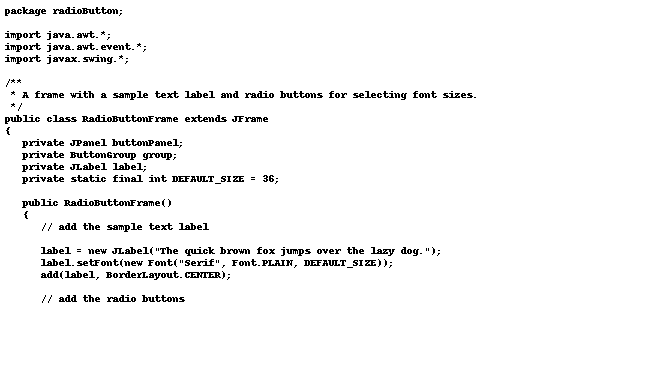 package radioButton;

import java.awt.*;
import java.awt.event.*;
import javax.swing.*;

/**
 * A frame with a sample text label and radio buttons for selecting font sizes.
 */
public class RadioButtonFrame extends JFrame
{
   private JPanel buttonPanel;
   private ButtonGroup group;
   private JLabel label;
   private static final int DEFAULT_SIZE = 36;

   public RadioButtonFrame()
   {
      // add the sample text label

      label = new JLabel("The quick brown fox jumps over the lazy dog.");
      label.setFont(new Font("Serif", Font.PLAIN, DEFAULT_SIZE));
      add(label, BorderLayout.CENTER);

      // add the radio buttons